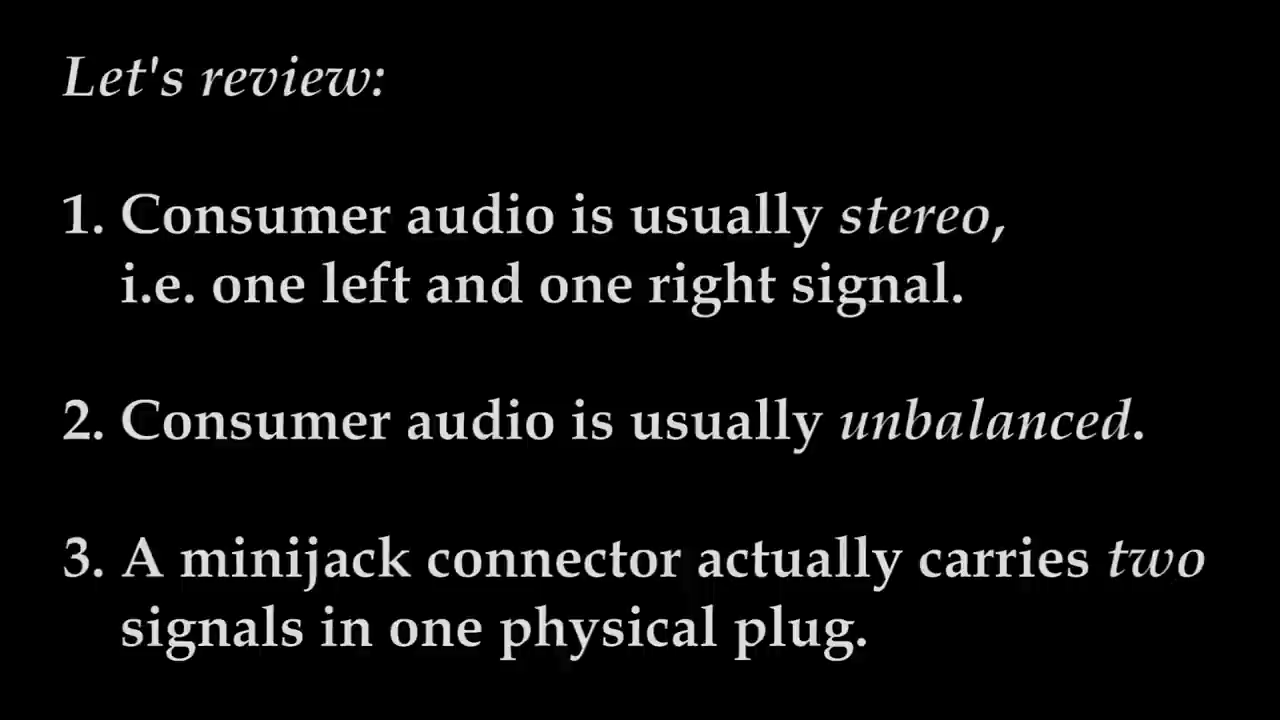 Let's review:
1. Consumer audio is usually stereo,
i.e. one left and one right signal.
2. Consumer audio is usually unbalanced.
3. A minijack connector actually carries two
signals in one physical plug.